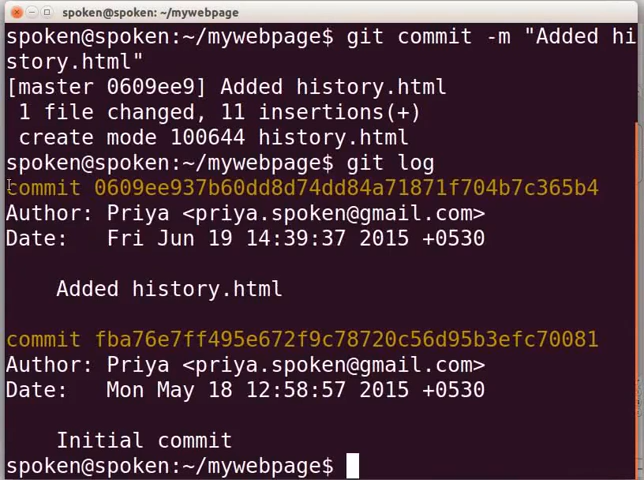 spoken@spoken: ~/mywebpage
spoken@spoken:~/mywebpage$ git commit -m "Added hi
story.html"
[master 0609ee9] Added history.html
 1 file changed, 11 insertions(+)
 create mode 100644 history.html
spoken@spoken:~/mywebpage$ git log
commit 0609ee937b60dd8d74dd84a71871f704b7c365b4
Author: Priya <priya.spoken@gmail.com>
Date:   Fri Jun 19 14:39:37 2015 +0530
    Added history.html
commit fba76e7ff495e672f9c78720c56d95b3efc70081
Author: Priya <priya.spoken@gmail.com>
Date:   Mon May 18 12:58:57 2015 +0530
    Initial commit
spoken@spoken:~/mywebpage$